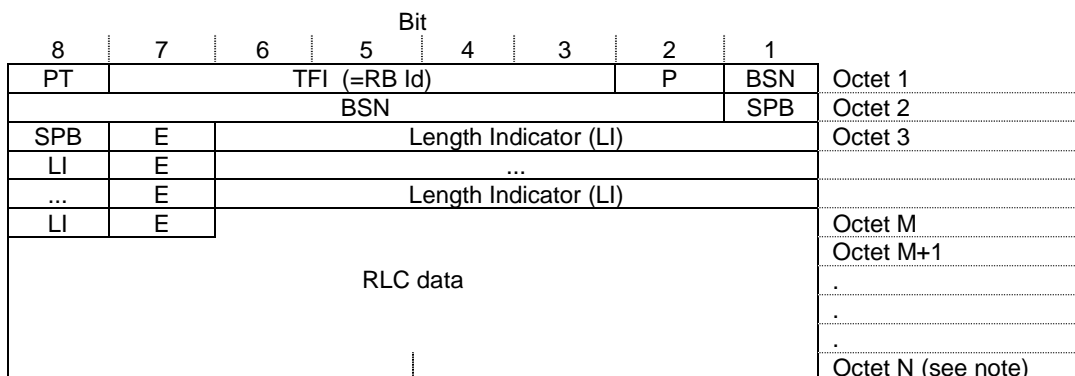 Bit
8 7 6 5 4 3 2 1
PT TFI (=RB Id) P BSN Octet 1
BSN SPB Octet 2
SPB E Length Indicator (LI) Octet 3
LI E ...
... E Length Indicator (LI)
LI E Octet M
Octet M+1
RLC data .
.
.
Octet N (see note)